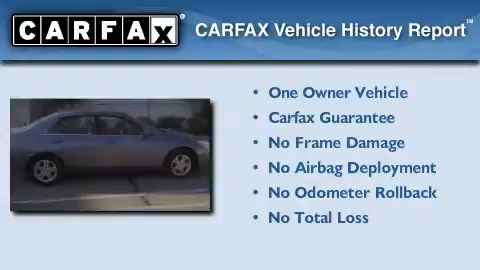 CARFAX® CARFAX Vehicle History Report™
• One Owner Vehicle
• Carfax Guarantee
• No Frame Damage
• No Airbag Deployment
• No Odometer Rollback
• No Total Loss